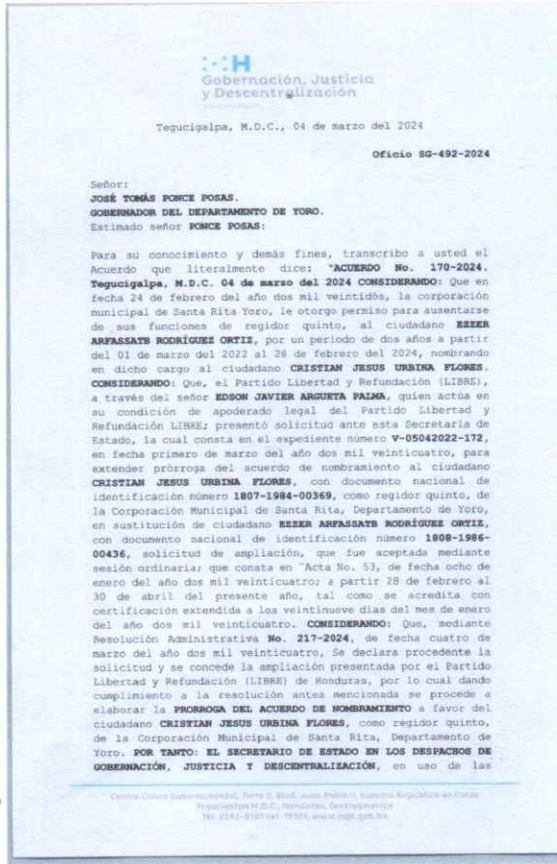 H
Gobernación, Justicia
y Descentralización
Tegucigalpa, M.D.C., 04 de marzo del 2024
Oficio SG-492-2024
Señor:
JOSÉ TOMÁS PONCE POSAS.
GOBERNADOR DEL DEPARTAMENTO DE YORO.
Estimado señor PONCE POSAS:
Para su conocimiento y demás fines, transcribo a usted el
Acuerdo que literalmente dice: "ACUERDO No. 170-2024.
Tegucigalpa, M.D.C. 04 de marzo del 2024 CONSIDERANDO: Que en
fecha 24 de febrero del año dos mil veintidós, la corporación
municipal de Santa Rita Yoro, le otorgo permiso para ausentarse
de sus funciones de regidor quinto, al ciudadano EZZER
ARFASSATB RODRÍGUEZ ORTIZ, por un periodo de dos años a partir
del 01 de marzo del 2022 al 28 de febrero del 2024, nombrando
en dicho cargo al ciudadano CRISTIAN JESUS URBINA FLORES.
CONSIDERANDO: Que, el Partido Libertad y Refundación (LIBRE),
a través del señor EDSON JAVIER ARGUETA PALMA, quien actúa en
su condición de apoderado legal del Partido Libertad y
Refundación LIBRE; presentó solicitud ante esta Secretaría de
Estado, la cual consta en el expediente número V-05042022-172,
en fecha primero de marzo del año dos mil veinticuatro, para
extender prórroga del acuerdo de nombramiento al ciudadano
CRISTIAN JESUS URBINA FLORES, con documento nacional de
identificación número 1807-1984-00369, como regidor quinto, de
la Corporación Municipal de Santa Rita, Departamento de Yoro,
en sustitución de ciudadano EZZER ARFASSATB RODRÍGUEZ ORTIZ,
con documento nacional de identificación número 1808-1986-
00436, solicitud de ampliación, que fue aceptada mediante
sesión ordinaria; que consta en ¨Acta No. 53, de fecha ocho de
enero del año dos mil veinticuatro; a partir 28 de febrero al
30 de abril del presente año, tal como se acredita con
certificación extendida a los veintinueve días del mes de enero
del año dos mil veinticuatro. CONSIDERANDO: Que, mediante
Resolución Administrativa No. 217-2024, de fecha cuatro de
marzo del año dos mil veinticuatro, Se declara procedente la
solicitud y se concede la ampliación presentada por el Partido
Libertad y Refundación (LIBRE) de Honduras, por lo cual dando
cumplimiento a la resolución antes mencionada se procede a
elaborar la PRORROGA DEL ACUERDO DE NOMBRAMIENTO a favor del
ciudadano CRISTIAN JESUS URBINA FLORES, como regidor quinto,
de la Corporación Municipal de Santa Rita, Departamento de
Yoro. POR TANTO: EL SECRETARIO DE ESTADO EN LOS DESPACHOS DE
GOBERNACIÓN, JUSTICIA Y DESCENTRALIZACIÓN, en uso de las
Centro Cívico Gubernamental, Torre 2, Blvd. Juan Pablo II, Esquina República de Corea
Tegucigalpa M.D.C., Honduras, Centroamérica